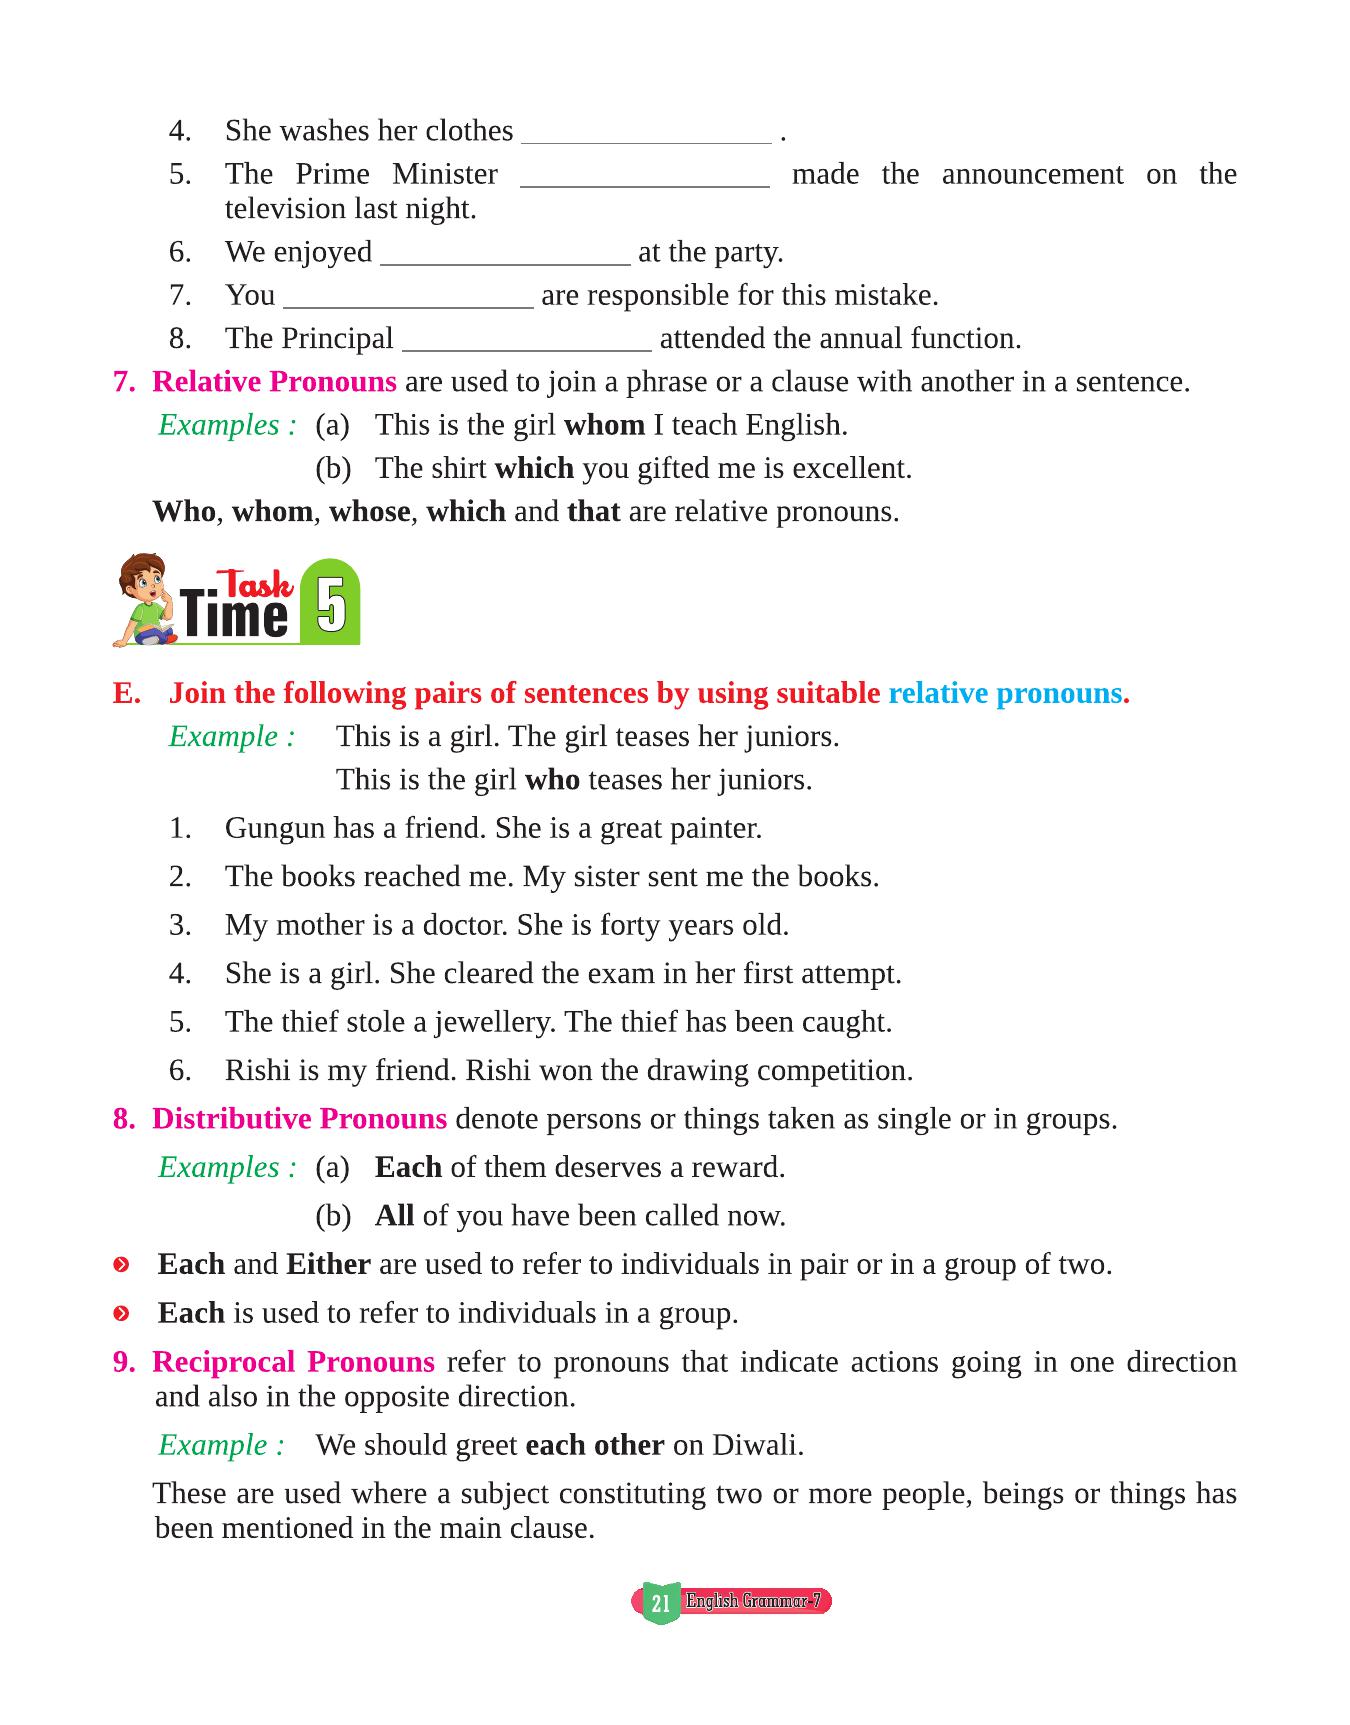 4. She washes her clothes ________________ .
5. The Prime Minister ________________ made the announcement on the
television last night.
6. We enjoyed ________________ at the party.
7. You ________________ are responsible for this mistake.
8. The Principal ________________ attended the annual function.
7. Relative Pronouns are used to join a phrase or a clause with another in a sentence.
Examples : (a) This is the girl whom I teach English.
(b) The shirt which you gifted me is excellent.
Who, whom, whose, which and that are relative pronouns.
Task
Time 5
E. Join the following pairs of sentences by using suitable relative pronouns.
Example : This is a girl. The girl teases her juniors.
This is the girl who teases her juniors.
1. Gungun has a friend. She is a great painter.
2. The books reached me. My sister sent me the books.
3. My mother is a doctor. She is forty years old.
4. She is a girl. She cleared the exam in her first attempt.
5. The thief stole a jewellery. The thief has been caught.
6. Rishi is my friend. Rishi won the drawing competition.
8. Distributive Pronouns denote persons or things taken as single or in groups.
Examples : (a) Each of them deserves a reward.
(b) All of you have been called now.
Each and Either are used to refer to individuals in pair or in a group of two.
Each is used to refer to individuals in a group.
9. Reciprocal Pronouns refer to pronouns that indicate actions going in one direction
and also in the opposite direction.
Example : We should greet each other on Diwali.
These are used where a subject constituting two or more people, beings or things has
been mentioned in the main clause.
21 English Grammar-7